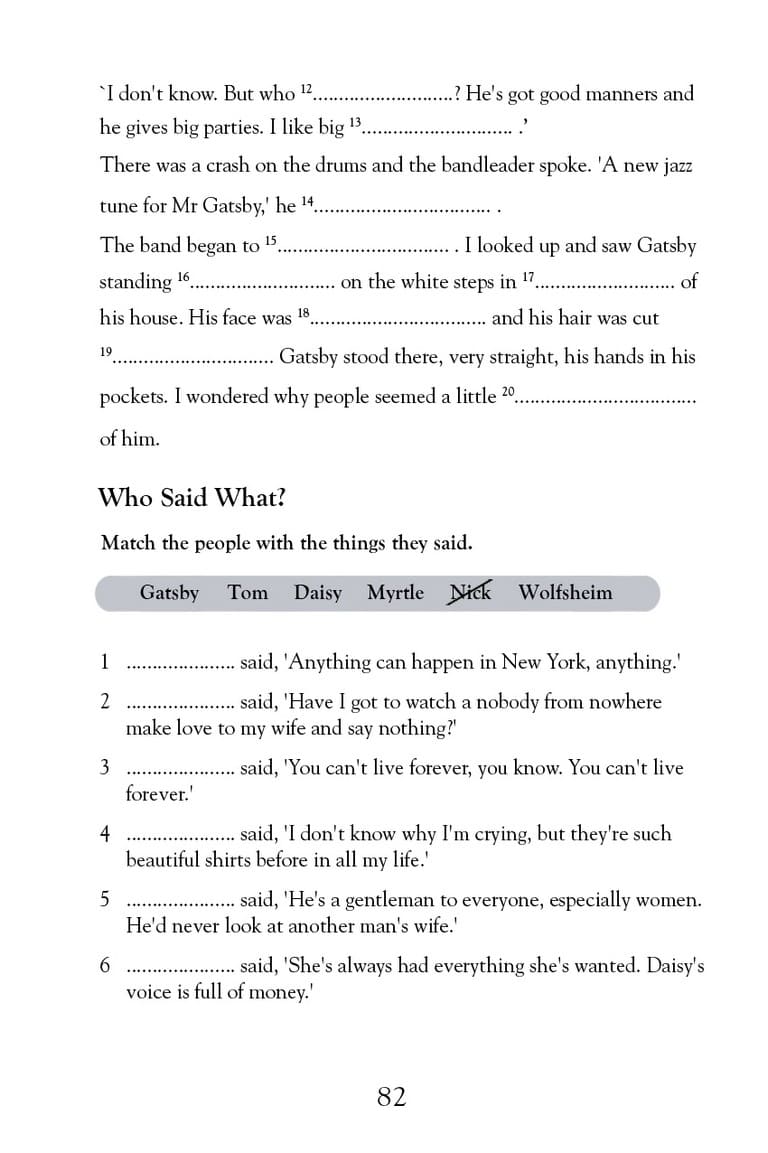 `I don't know. But who ¹²...........................? He's got good manners and
he gives big parties. I like big ¹³............................. .’
There was a crash on the drums and the bandleader spoke. 'A new jazz
tune for Mr Gatsby,' he ¹⁴.................................. .
The band began to ¹⁵................................. . I looked up and saw Gatsby
standing ¹⁶............................ on the white steps in ¹⁷........................... of
his house. His face was ¹⁸.................................. and his hair was cut
¹⁹............................... Gatsby stood there, very straight, his hands in his
pockets. I wondered why people seemed a little ²⁰...................................
of him.
Who Said What?
Match the people with the things they said.
Gatsby Tom Daisy Myrtle Nick Wolfsheim
1 ..................... said, 'Anything can happen in New York, anything.'
2 ..................... said, 'Have I got to watch a nobody from nowhere
make love to my wife and say nothing?'
3 ..................... said, 'You can't live forever, you know. You can't live
forever.'
4 ..................... said, 'I don't know why I'm crying, but they're such
beautiful shirts before in all my life.'
5 ..................... said, 'He's a gentleman to everyone, especially women.
He'd never look at another man's wife.'
6 ..................... said, 'She's always had everything she's wanted. Daisy's
voice is full of money.'
82